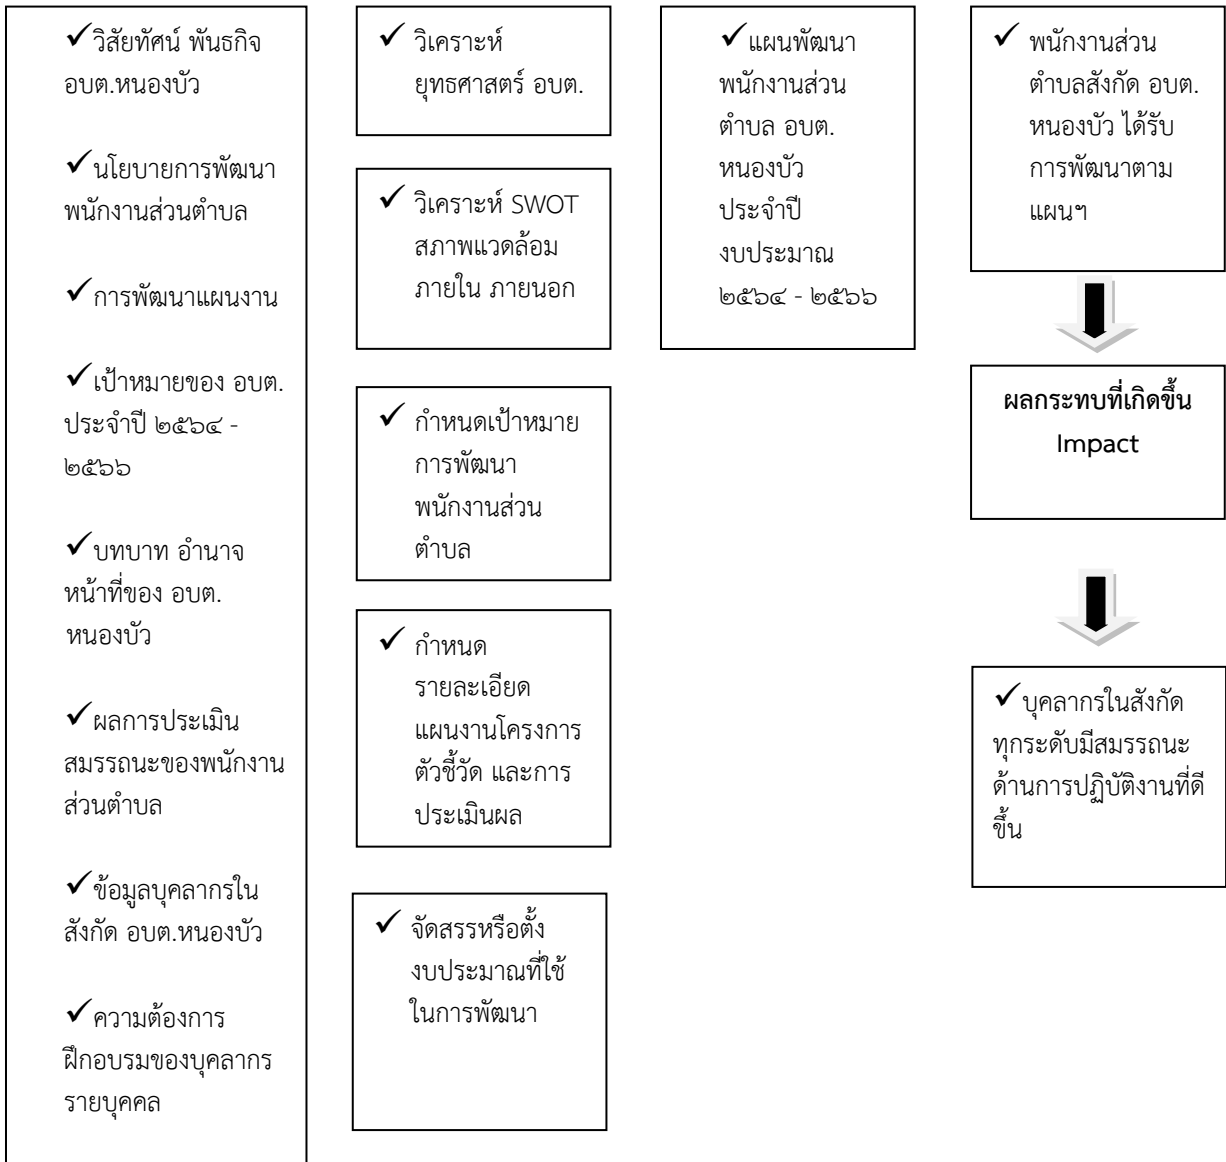 ✓วิสัยทัศน์ พันธกิจ
อบต.หนองบัว
✓นโยบายการพัฒนา
พนักงานส่วนตำบล
✓การพัฒนาแผนงาน
✓เป้าหมายของ อบต.
ประจำปี ๒๕๖๔ -
๒๕๖๖
✓บทบาท อำนาจ
หน้าที่ของ อบต.
หนองบัว
✓ผลการประเมิน
สมรรถนะของพนักงาน
ส่วนตำบล
✓ข้อมูลบุคลากรใน
สังกัด อบต.หนองบัว
✓ความต้องการ
ฝึกอบรมของบุคลากร
รายบุคคล
✓ วิเคราะห์
ยุทธศาสตร์ อบต.
✓ วิเคราะห์ SWOT
สภาพแวดล้อม
ภายใน ภายนอก
✓ กำหนดเป้าหมาย
การพัฒนา
พนักงานส่วน
ตำบล
✓ กำหนด
รายละเอียด
แผนงานโครงการ
ตัวชี้วัด และการ
ประเมินผล
✓ จัดสรรหรือตั้ง
งบประมาณที่ใช้
ในการพัฒนา
✓แผนพัฒนา
พนักงานส่วน
ตำบล อบต.
หนองบัว
ประจำปี
งบประมาณ
๒๕๖๔ - ๒๕๖๖
✓ พนักงานส่วน
ตำบลสังกัด อบต.
หนองบัว ได้รับ
การพัฒนาตาม
แผนฯ
ผลกระทบที่เกิดขึ้น
Impact
✓ บุคลากรในสังกัด
ทุกระดับมีสมรรถนะ
ด้านการปฏิบัติงานที่ดี
ขึ้น